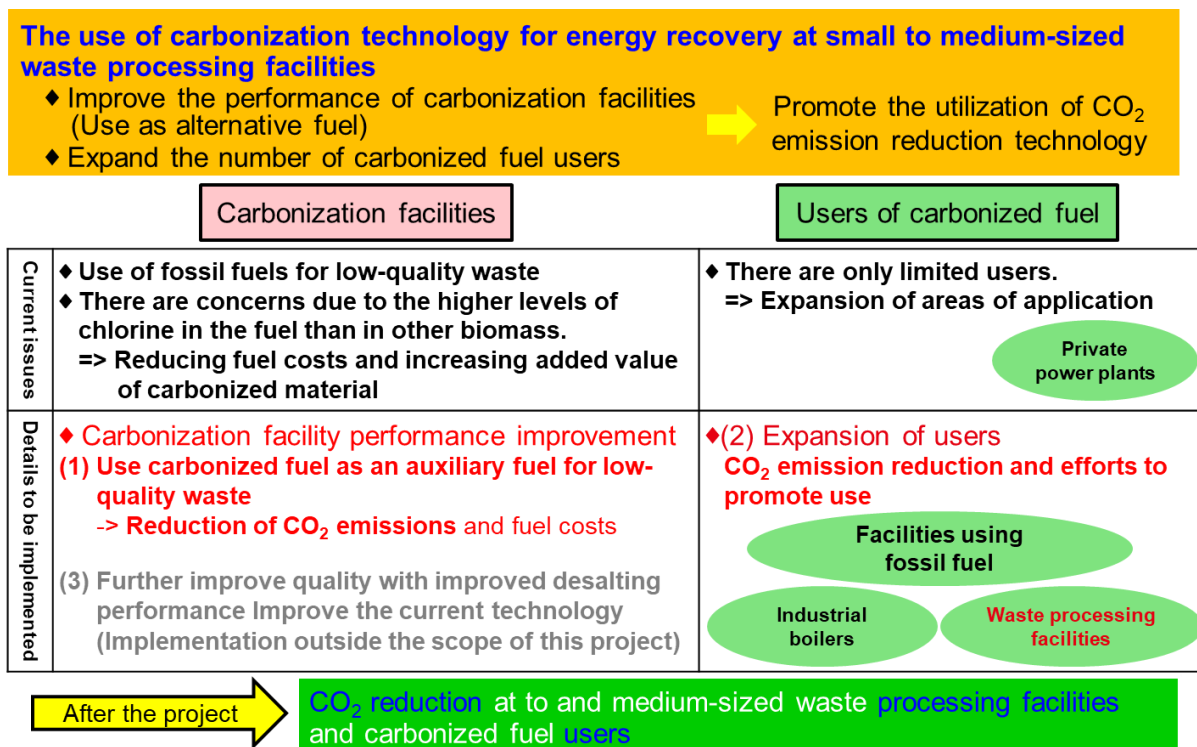 The use of carbonization technology for energy recovery at small to medium-sized
waste processing facilities
♦ Improve the performance of carbonization facilities
(Use as alternative fuel)
♦ Expand the number of carbonized fuel users
Promote the utilization of CO₂
emission reduction technology
Carbonization facilities
Users of carbonized fuel
Current issues
♦ Use of fossil fuels for low-quality waste
♦ There are concerns due to the higher levels of
chlorine in the fuel than in other biomass.
=> Reducing fuel costs and increasing added value
of carbonized material
♦ There are only limited users.
=> Expansion of areas of application
Private
power plants
Details to be implemented
♦ Carbonization facility performance improvement
(1) Use carbonized fuel as an auxiliary fuel for low-
quality waste
-> Reduction of CO₂ emissions and fuel costs
(3) Further improve quality with improved desalting
performance Improve the current technology
(Implementation outside the scope of this project)
♦(2) Expansion of users
CO₂ emission reduction and efforts to
promote use
Facilities using
fossil fuel
Industrial
boilers
Waste processing
facilities
After the project
CO₂ reduction at to and medium-sized waste processing facilities
and carbonized fuel users